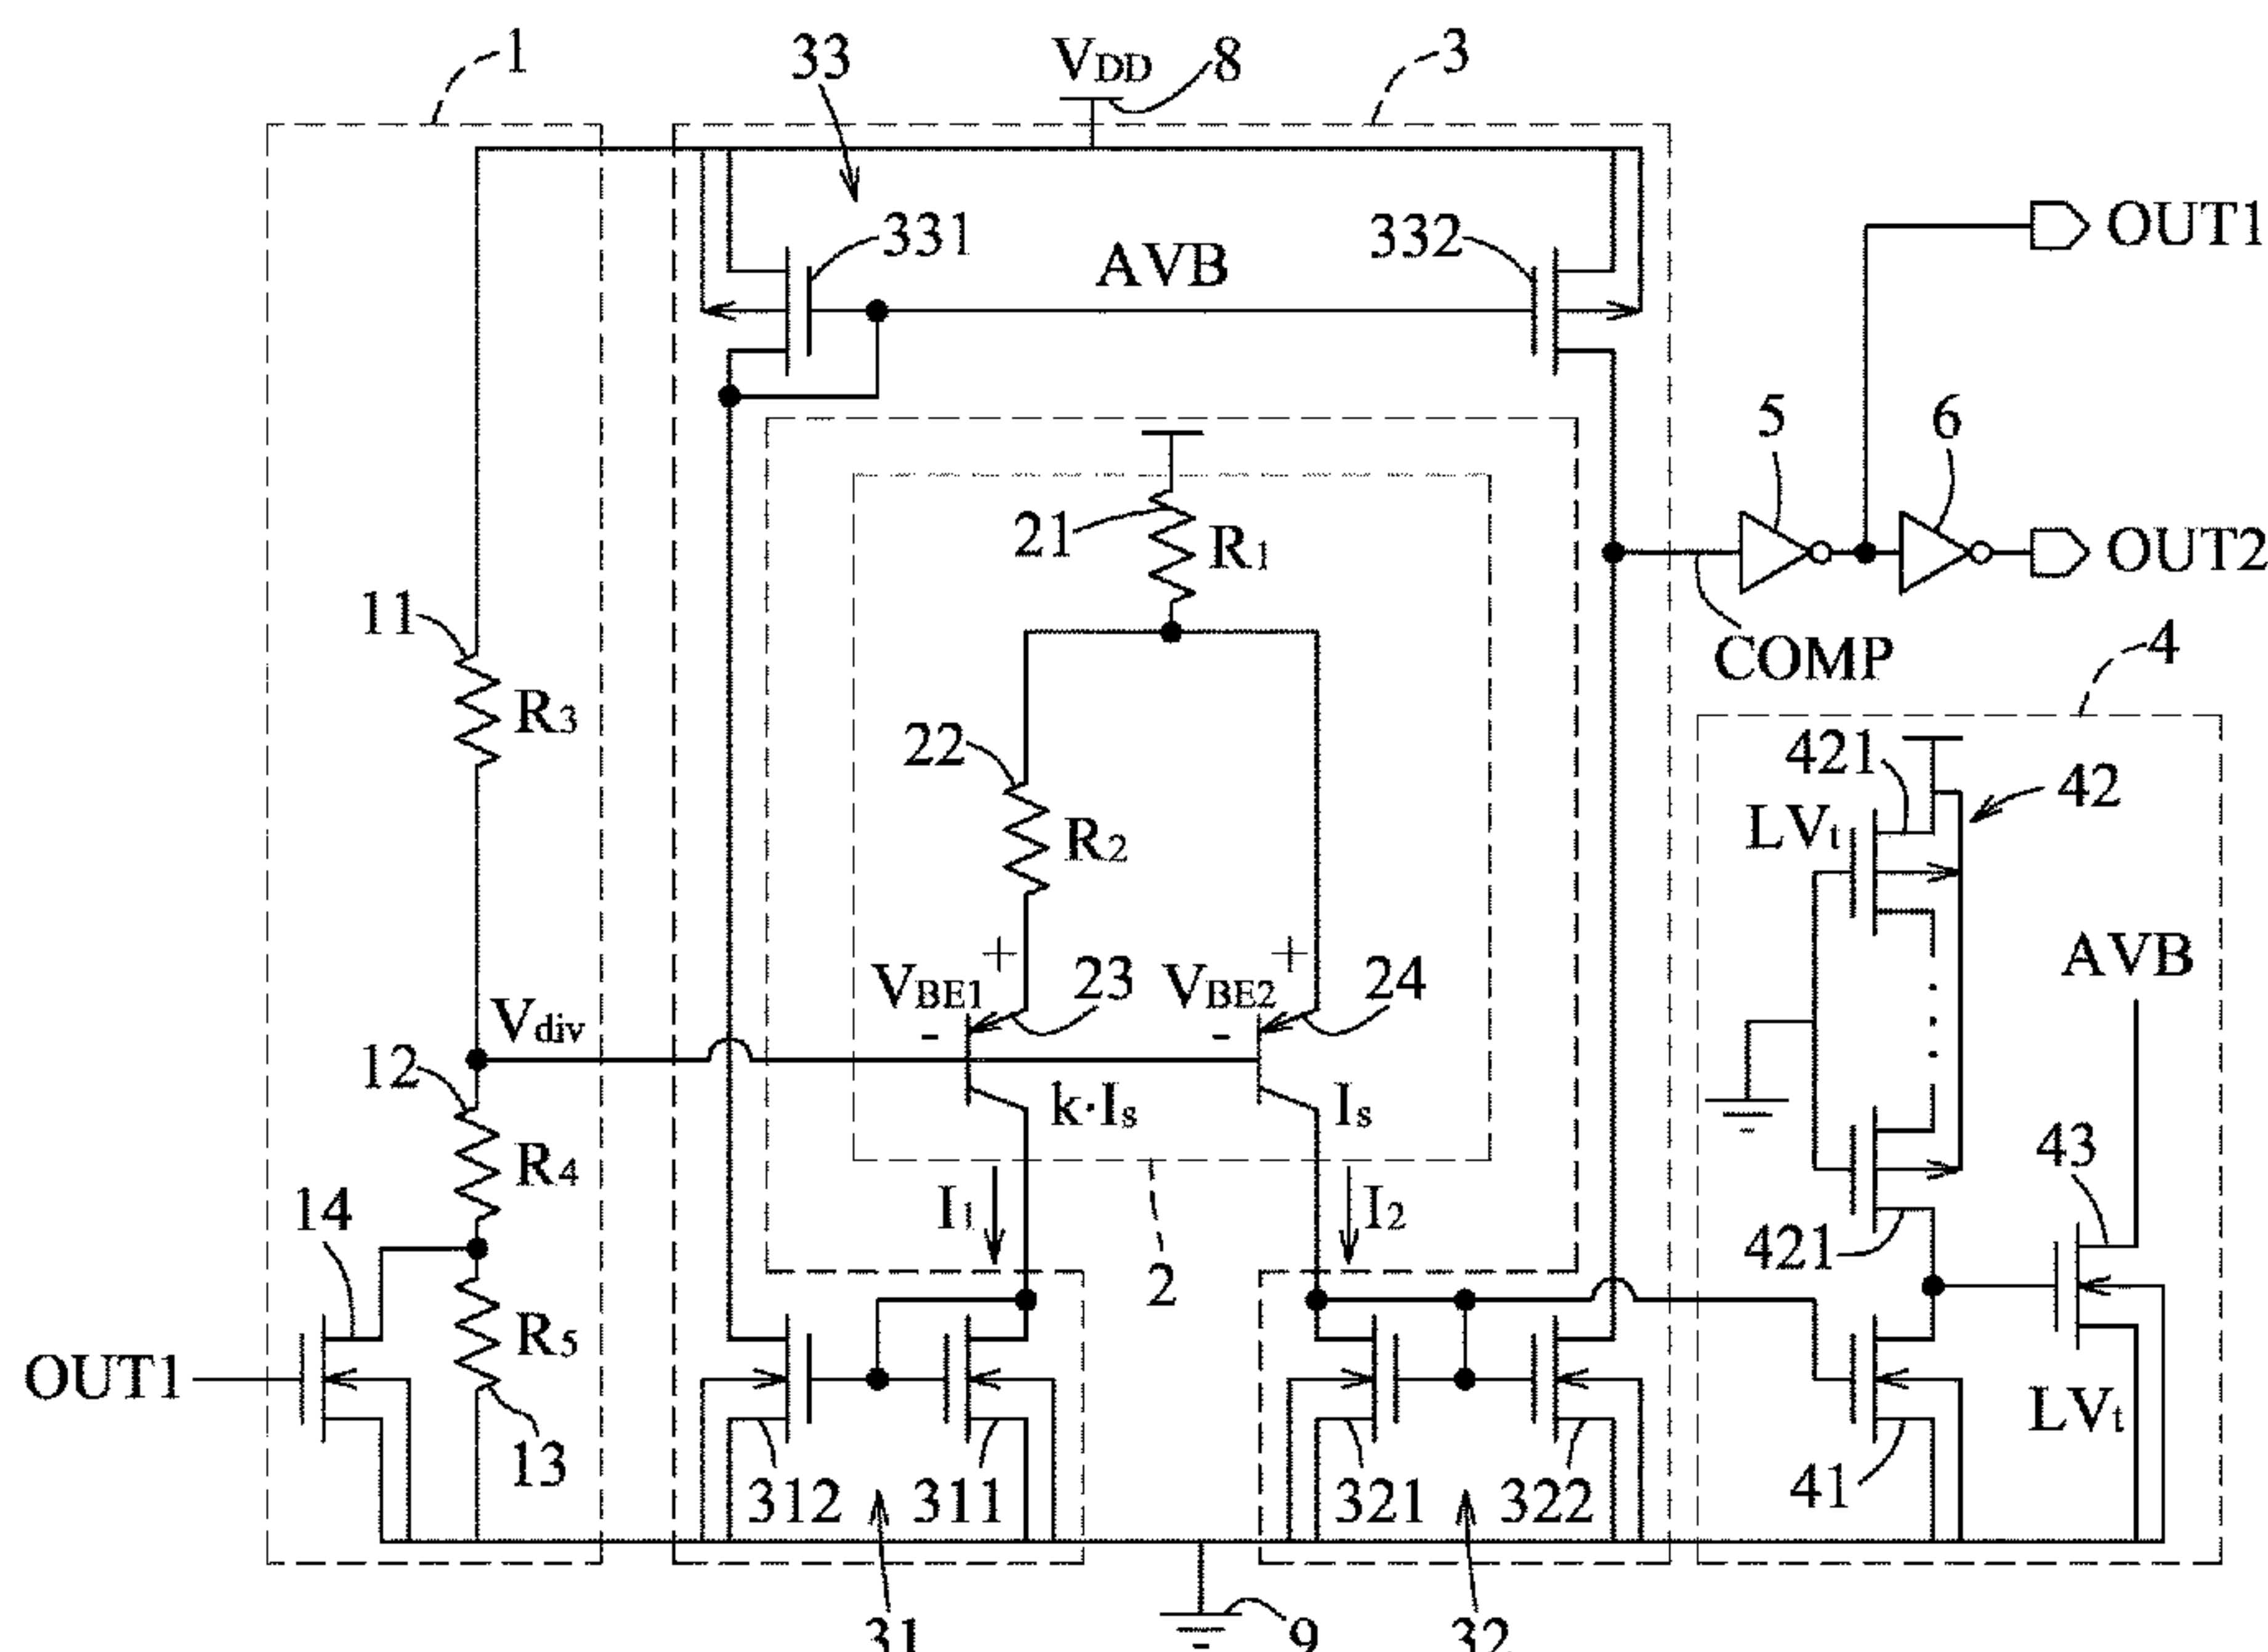 1
33
V_DD
8
3
331
AVB
332
OUT1
21
R1
5
6
OUT2
COMP
11
R3
22
R2
4
421
42
LVt
AVB
VBE1
+
-
23
VBE2
+
-
24
Vdiv
12
k·Is
Is
R4
14
I1
I2
2
421
43
OUT1
R5
13
312
311
321
322
41
LVt
31
9
32